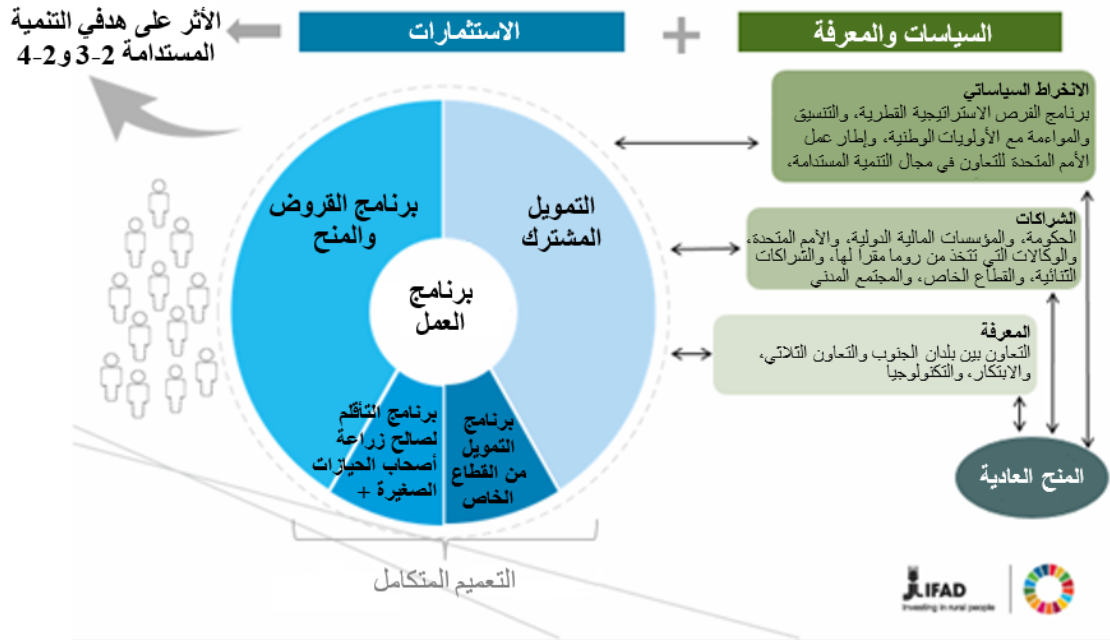 السياسات والمعرفة
+
الاستثمارات
الأثر على هدفي التنمية
المستدامة 2-3 و2-4
الانخراط السياساتي
برنامج الفرص الاستراتيجية القطرية، والتنسيق
والمواءمة مع الأولويات الوطنية، وإطار عمل
الأمم المتحدة للتعاون في مجال التنمية المستدامة،
الشراكات
الحكومة، والمؤسسات المالية الدولية، والأمم المتحدة،
والوكالات التي تتخذ من روما مقرا لها، والشراكات
الثنائية، والقطاع الخاص، والمجتمع المدني
المعرفة
التعاون بين بلدان الجنوب والتعاون الثلاثي،
والابتكار، والتكنولوجيا
المنح العادية
التمويل
المشترك
برنامج القروض
والمنح
برنامج
العمل
برنامج
التمويل
من القطاع
الخاص
برنامج التأقلم
لصالح زراعة
أصحاب الحيازات
الصغيرة +
التعميم المتكامل
IFAD
Investing in rural people